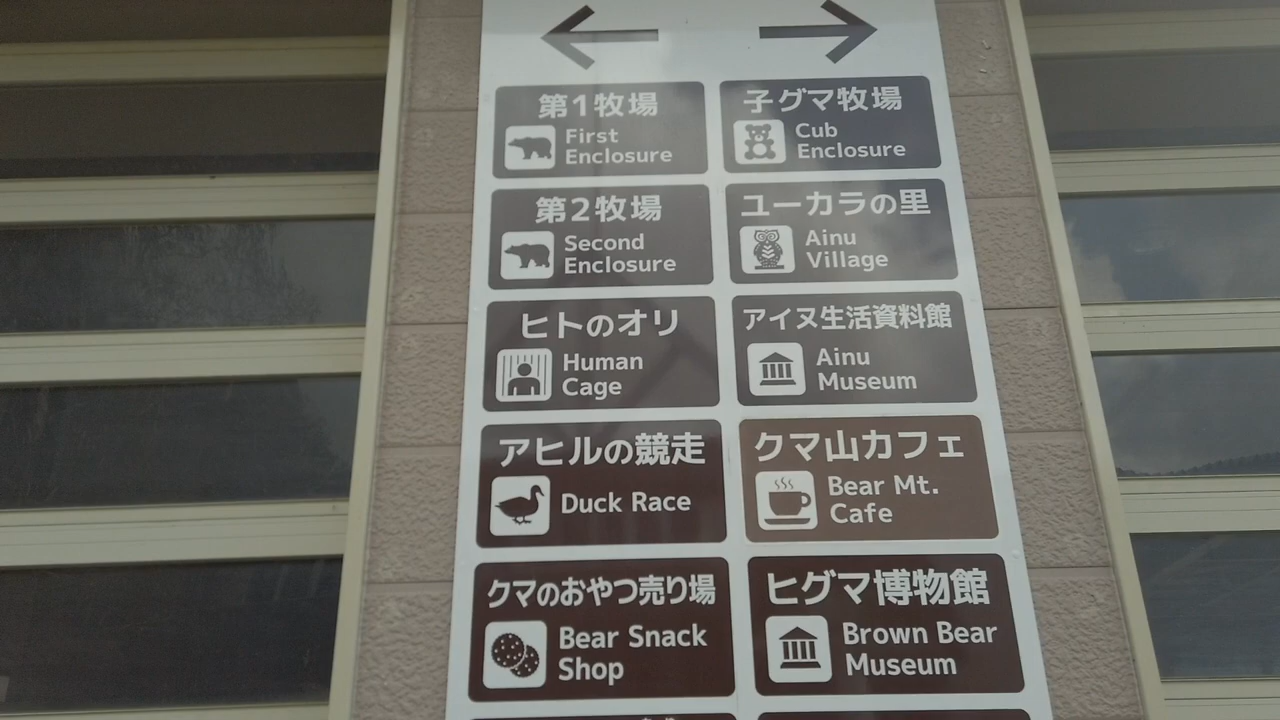 第1牧場
First
Enclosure
第2牧場
Second
Enclosure
ヒトのオリ
Human
Cage
アヒルの競走
Duck Race
クマのおやつ売り場
Bear Snack
Shop
子グマ牧場
Cub
Enclosure
ユーカラの里
Ainu
Village
アイヌ生活資料館
Ainu
Museum
クマ山カフェ
Bear Mt.
Cafe
ヒグマ博物館
Brown Bear
Museum